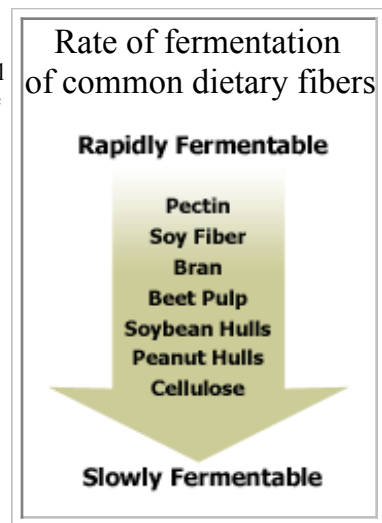 Rate of fermentation
of common dietary fibers
Rapidly Fermentable
Pectin
Soy Fiber
Bran
Beet Pulp
Soybean Hulls
Peanut Hulls
Cellulose
Slowly Fermentable